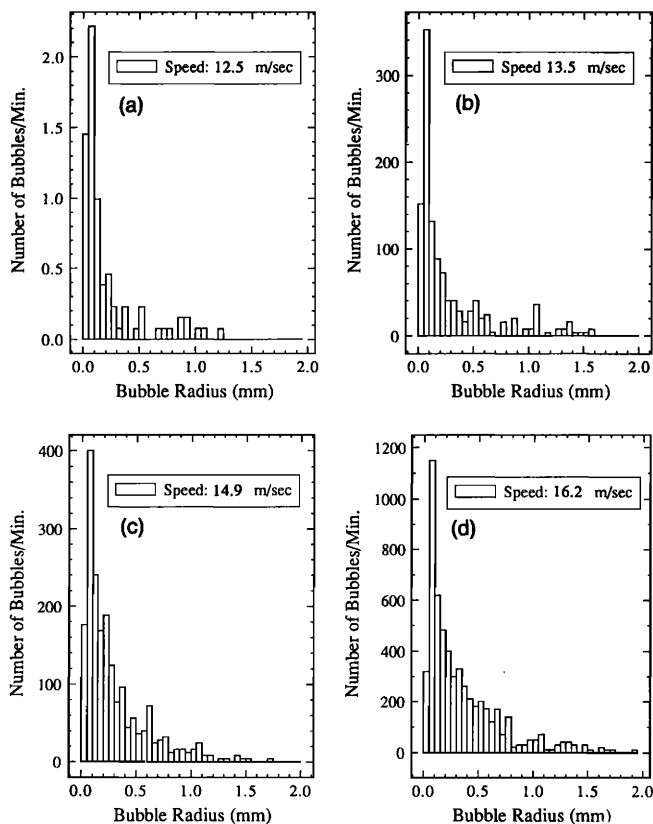 2.0
1.5
1.0
0.5
0.0
Number of Bubbles/Min.
Speed: 12.5 m/sec
(a)
0.0 0.5 1.0 1.5 2.0
Bubble Radius (mm)
300
200
100
0
Number of Bubbles/Min.
Speed 13.5 m/sec
(b)
0.0 0.5 1.0 1.5 2.0
Bubble Radius (mm)
400
300
200
100
0
Number of Bubbles/Min.
Speed: 14.9 m/sec
(c)
0.0 0.5 1.0 1.5 2.0
Bubble Radius (mm)
1200
1000
800
600
400
200
0
Number of Bubbles/Min.
Speed: 16.2 m/sec
(d)
0.0 0.5 1.0 1.5 2.0
Bubble Radius (mm)